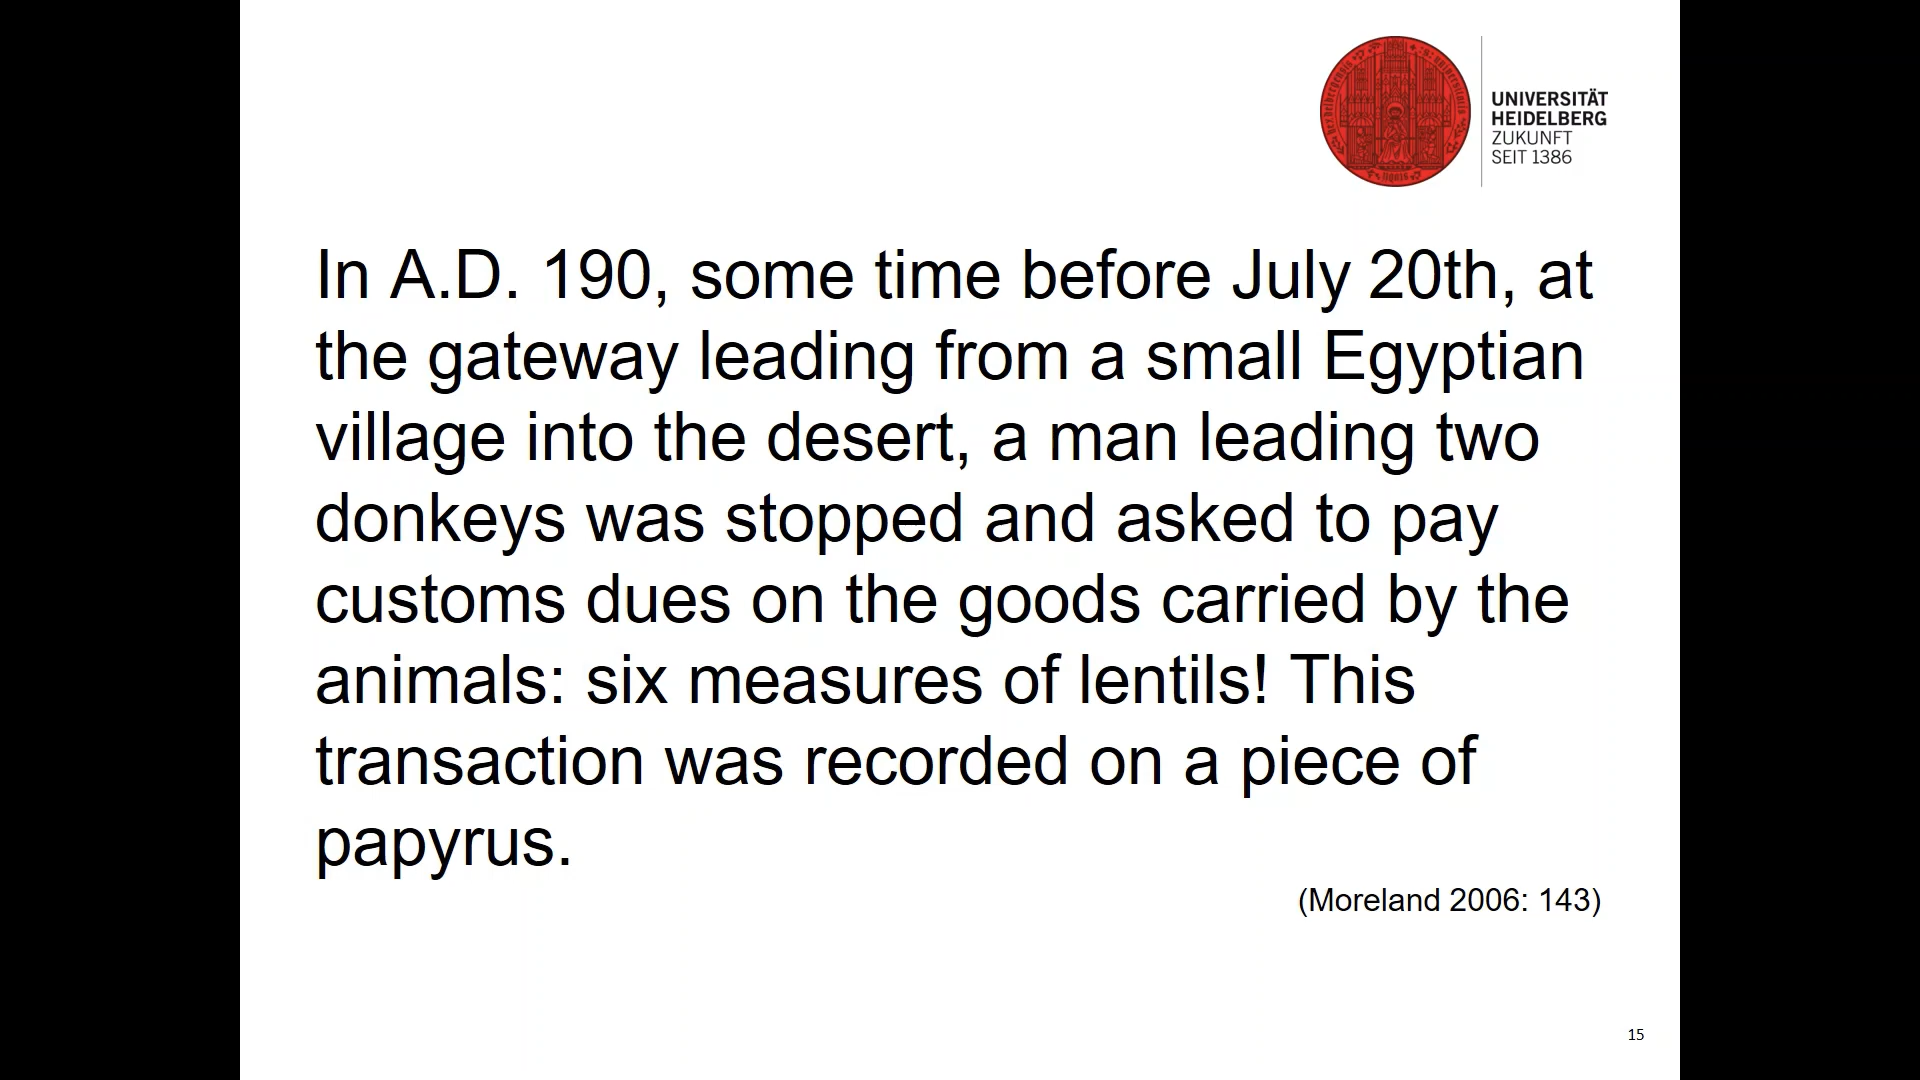 UNIVERSITÄT
HEIDELBERG
ZUKUNFT
SEIT 1386
In A.D. 190, some time before July 20th, at
the gateway leading from a small Egyptian
village into the desert, a man leading two
donkeys was stopped and asked to pay
customs dues on the goods carried by the
animals: six measures of lentils! This
transaction was recorded on a piece of
papyrus.
(Moreland 2006: 143)
15